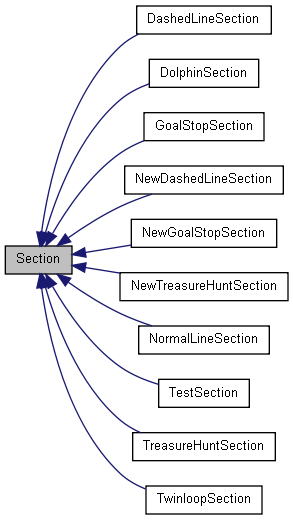 DashedLineSection
DolphinSection
GoalStopSection
NewDashedLineSection
NewGoalStopSection
Section
NewTreasureHuntSection
NormalLineSection
TestSection
TreasureHuntSection
TwinloopSection